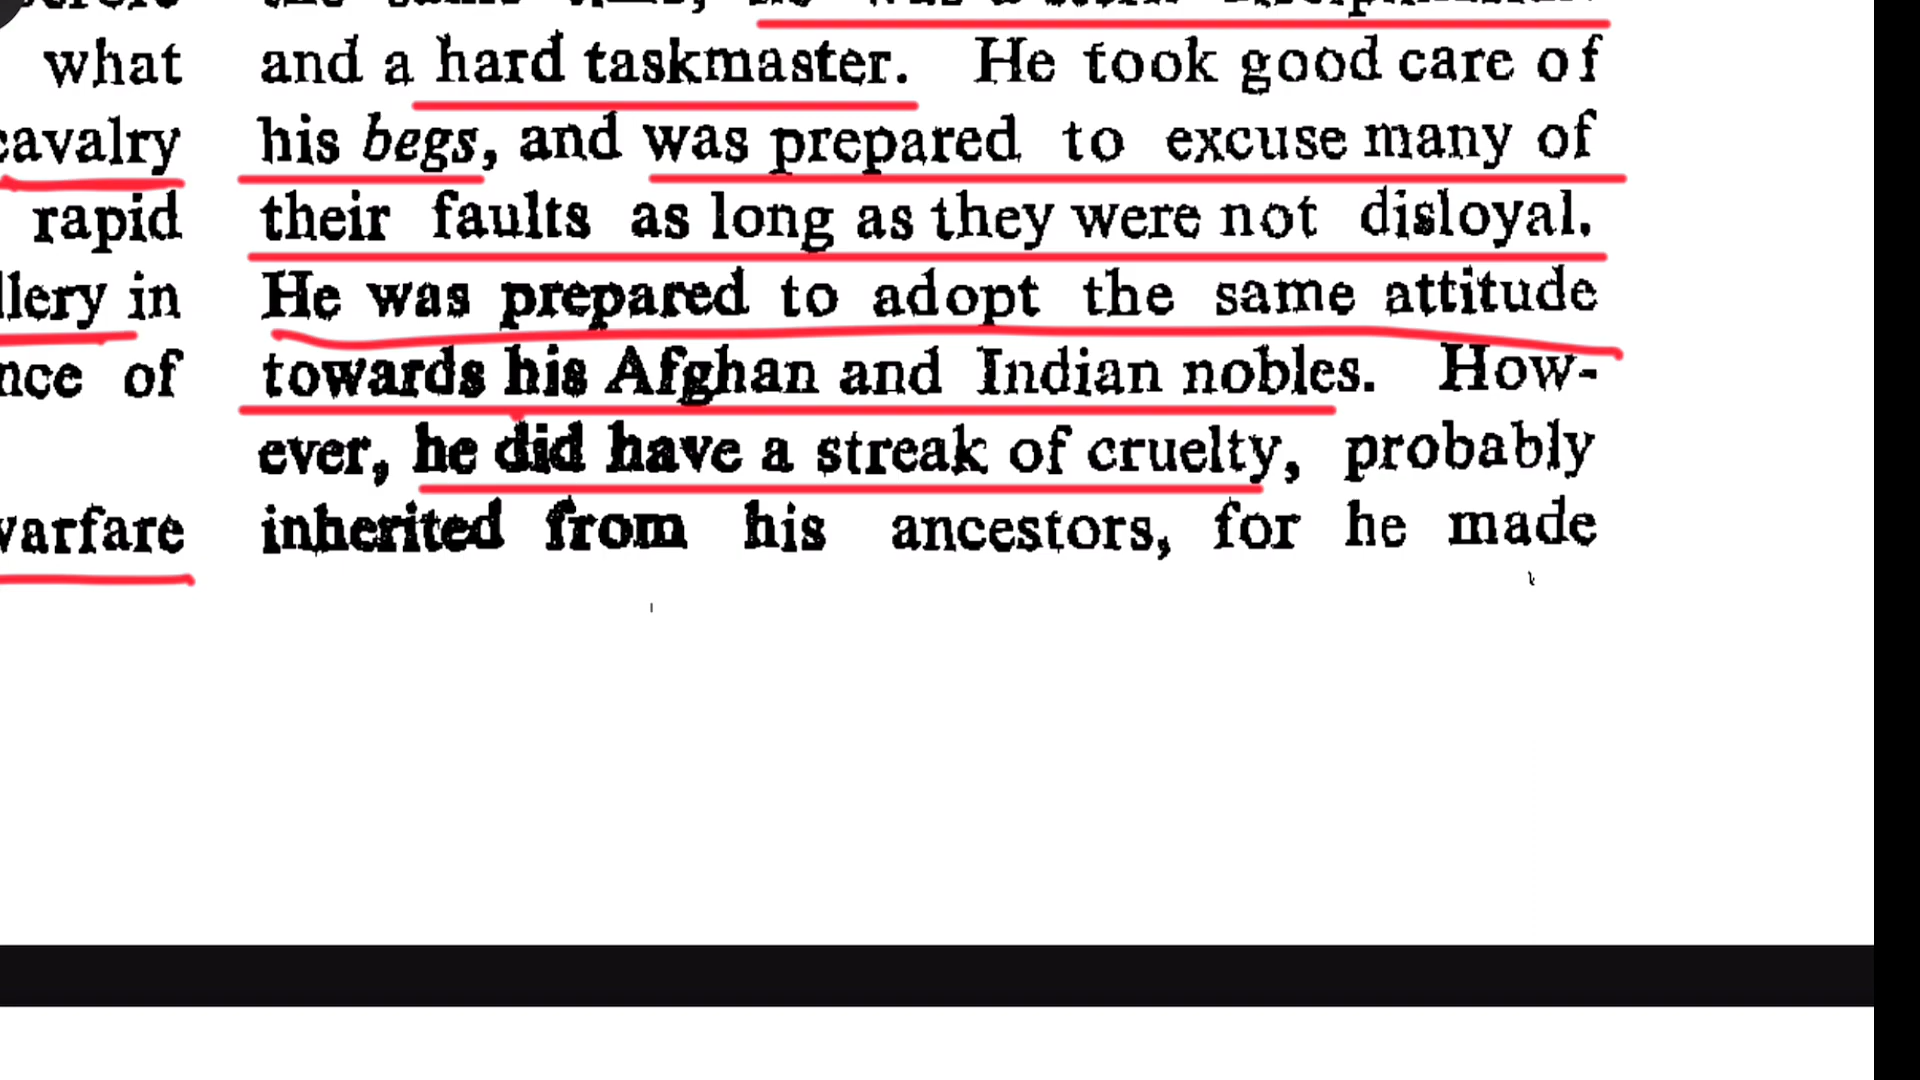 what
cavalry
rapid
in
nce of
warfare
and a hard taskmaster. He took good care of
his begs, and was prepared to excuse many of
their faults as long as they were not disloyal.
He was prepared to adopt the same attitude
towards his Afghan and Indian nobles. How-
ever, he did have a streak of cruelty, probably
inherited from his ancestors, for he made